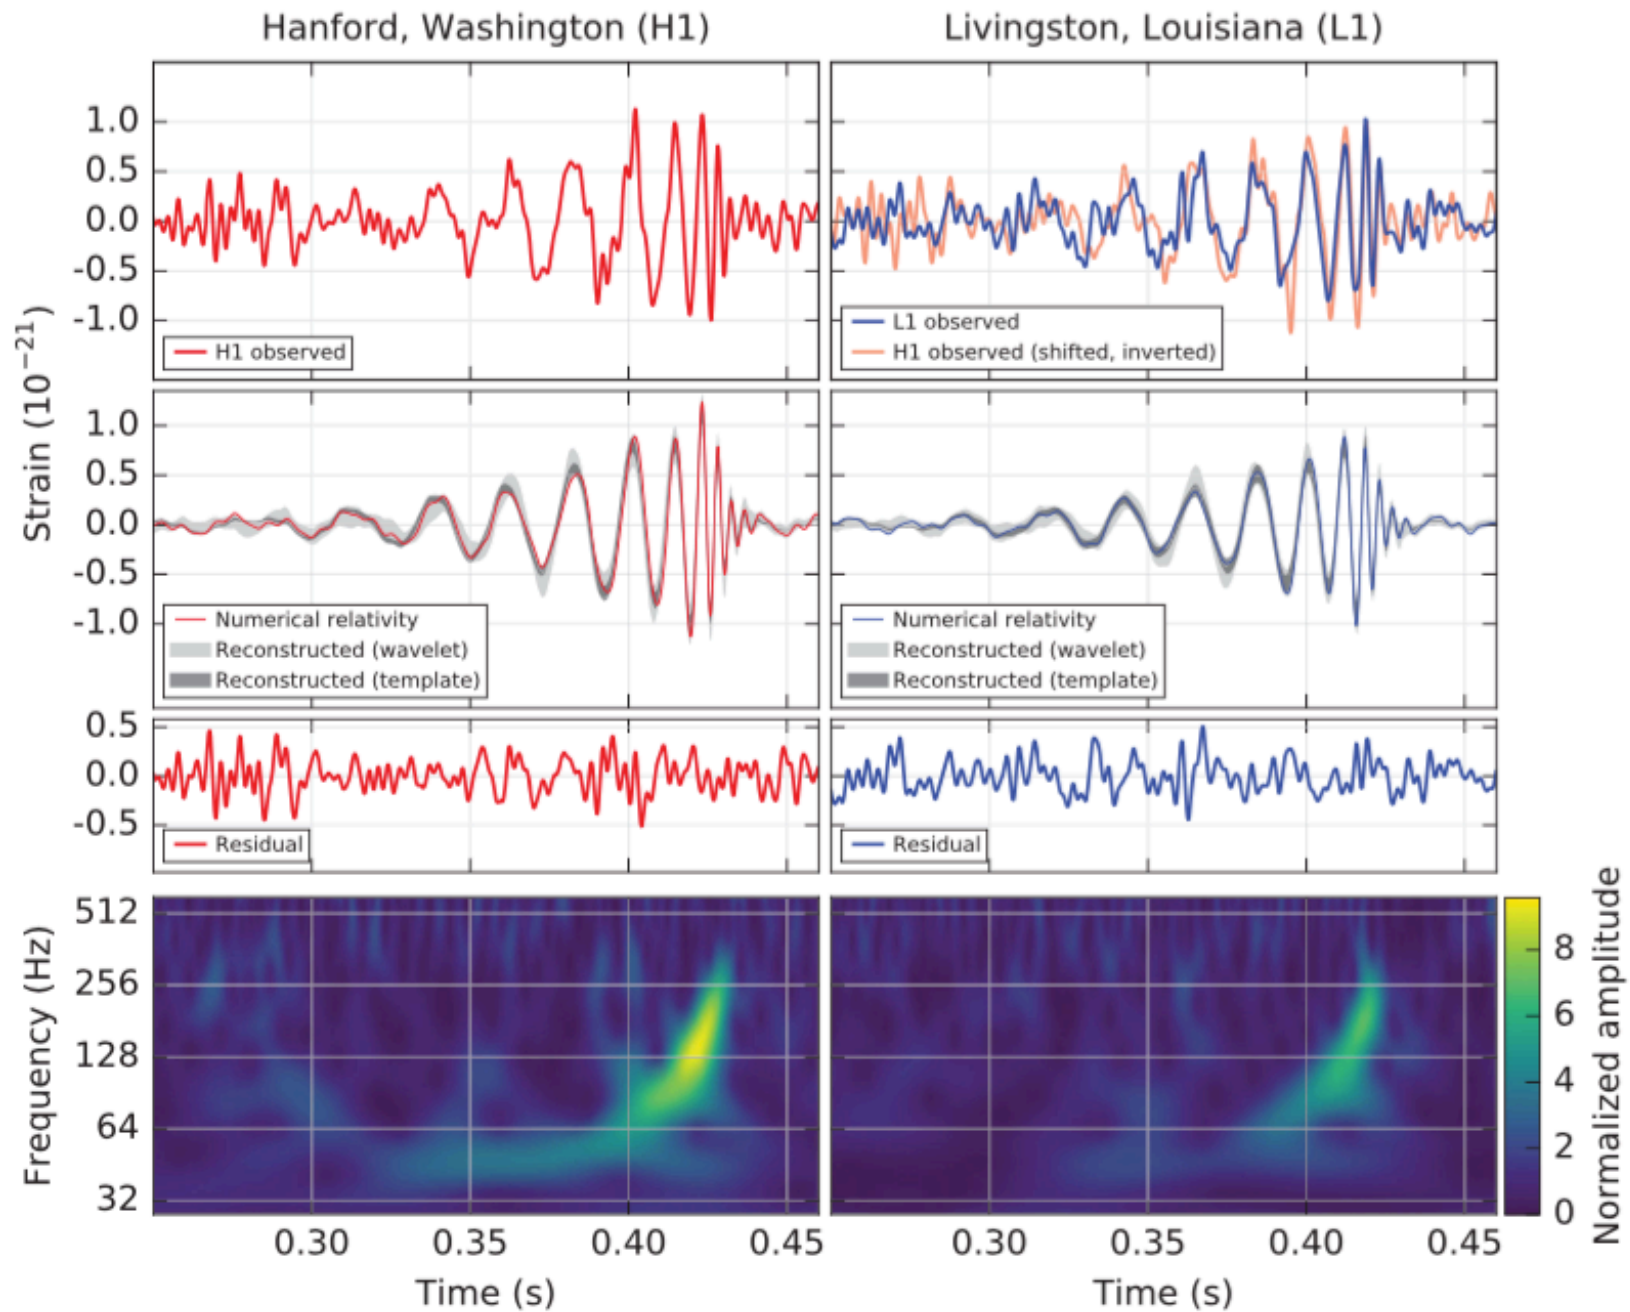 Hanford, Washington (H1)
Livingston, Louisiana (L1)
1.0
0.5
0.0
-0.5
-1.0
H1 observed
L1 observed
H1 observed (shifted, inverted)
Strain (10⁻²¹)
1.0
0.5
0.0
-0.5
-1.0
Numerical relativity
Reconstructed (wavelet)
Reconstructed (template)
Numerical relativity
Reconstructed (wavelet)
Reconstructed (template)
0.5
0.0
-0.5
Residual
Residual
Frequency (Hz)
512
256
128
64
32
Normalized amplitude
8
6
4
2
0
0.30 0.35 0.40 0.45
0.30 0.35 0.40 0.45
Time (s)
Time (s)